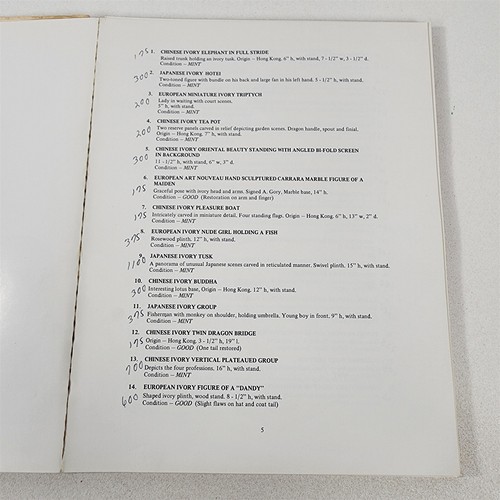 175 1. CHINESE IVORY ELEPHANT IN FULL STRIDE
Raised trunk holding an ivory tusk. Origin – Hong Kong. 6" h, with stand, 7 - 1/2" w, 3 - 1/2" d.
Condition – MINT
300 2. JAPANESE IVORY HOTEI
Two-toned figure with bundle on his back and large fan in his left hand. 5 - 1/2" h, with stand.
Condition – MINT
3. EUROPEAN MINIATURE IVORY TRIPTYCH
200 Lady in waiting with court scenes.
5" h, with stand.
Condition – MINT
4. CHINESE IVORY TEA POT
200 Two reserve panels carved in relief depicting garden scenes. Dragon handle, spout and finial.
Origin – Hong Kong. 7" h, with stand.
Condition – MINT
5. CHINESE IVORY ORIENTAL BEAUTY STANDING WITH ANGLED BI-FOLD SCREEN
300 IN BACKGROUND
11 - 1/2" h, with stand, 6" w, 3" d.
Condition – MINT
6. EUROPEAN ART NOUVEAU HAND SCULPTURED CARRARA MARBLE FIGURE OF A
175 MAIDEN
Graceful pose with ivory head and arms. Signed A. Gory, Marble base, 14" h.
Condition – GOOD (Restoration on arm and finger)
7. CHINESE IVORY PLEASURE BOAT
175 Intricately carved in miniature detail. Four standing flags. Origin – Hong Kong. 6" h, 13" w, 2" d.
Condition – MINT
375 8. EUROPEAN IVORY NUDE GIRL HOLDING A FISH
Rosewood plinth. 12" h, with stand.
Condition – MINT
9. JAPANESE IVORY TUSK
1100 A panorama of unusual Japanese scenes carved in reticulated manner. Swivel plinth. 15" h, with stand.
Condition – MINT
10. CHINESE IVORY BUDDHA
300 Interesting lotus base, Origin – Hong Kong. 12" h, with stand.
Condition – MINT
11. JAPANESE IVORY GROUP
375 Fisherman with monkey on shoulder, holding umbrella. Young boy in front. 9" h, with stand.
Condition – MINT
12. CHINESE IVORY TWIN DRAGON BRIDGE
175 Origin – Hong Kong. 3 - 1/2" h, 19" l.
Condition – GOOD (One tail restored)
13. CHINESE IVORY VERTICAL PLATEAUED GROUP
700 Depicts the four professions. 16" h, with stand.
Condition – MINT
14. EUROPEAN IVORY FIGURE OF A "DANDY"
600 Shaped ivory plinth, wood stand. 8 - 1/2" h, with stand.
Condition – GOOD (Slight flaws on hat and coat tail)
5